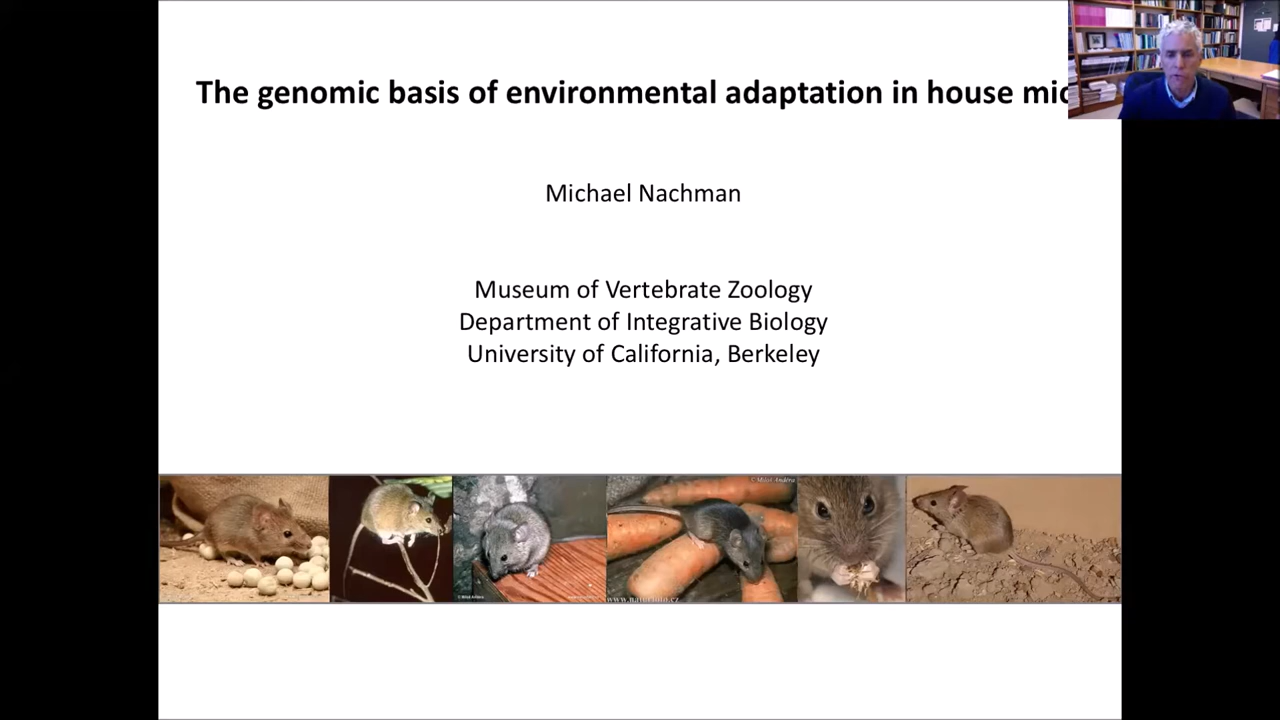 The genomic basis of environmental adaptation in house mic
Michael Nachman
Museum of Vertebrate Zoology
Department of Integrative Biology
University of California, Berkeley